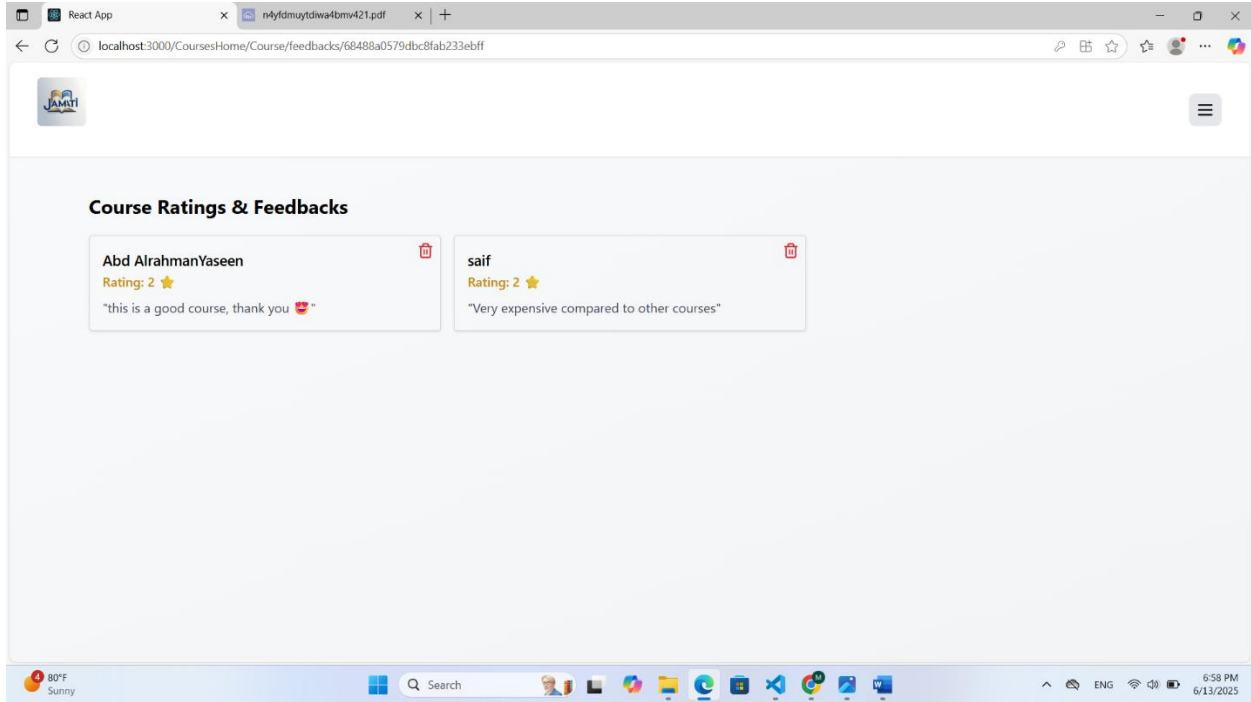 React App
n4yfdmuytdiwa4bmv421.pdf
localhost:3000/CoursesHome/Course/feedbacks/68488a0579dbc8fab233ebff
JAMITI
Course Ratings & Feedbacks
Abd AlrahmanYaseen
Rating: 2 ⭐
"this is a good course, thank you 😍"
saif
Rating: 2 ⭐
"Very expensive compared to other courses"
4
80°F
Sunny
Search
ENG
6:58 PM
6/13/2025